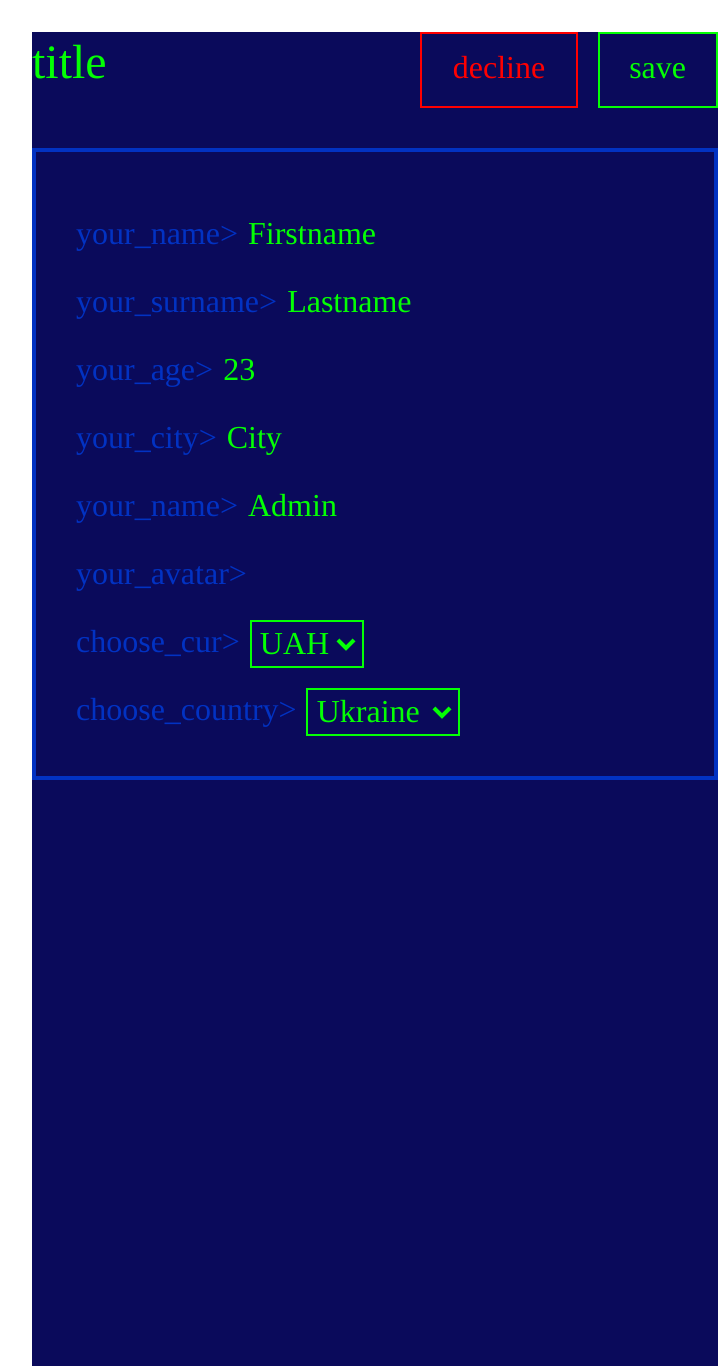 title decline save
your_name> Firstname
your_surname> Lastname
your_age> 23
your_city> City
your_name> Admin
your_avatar>
choose_cur> UAH
choose_country> Ukraine